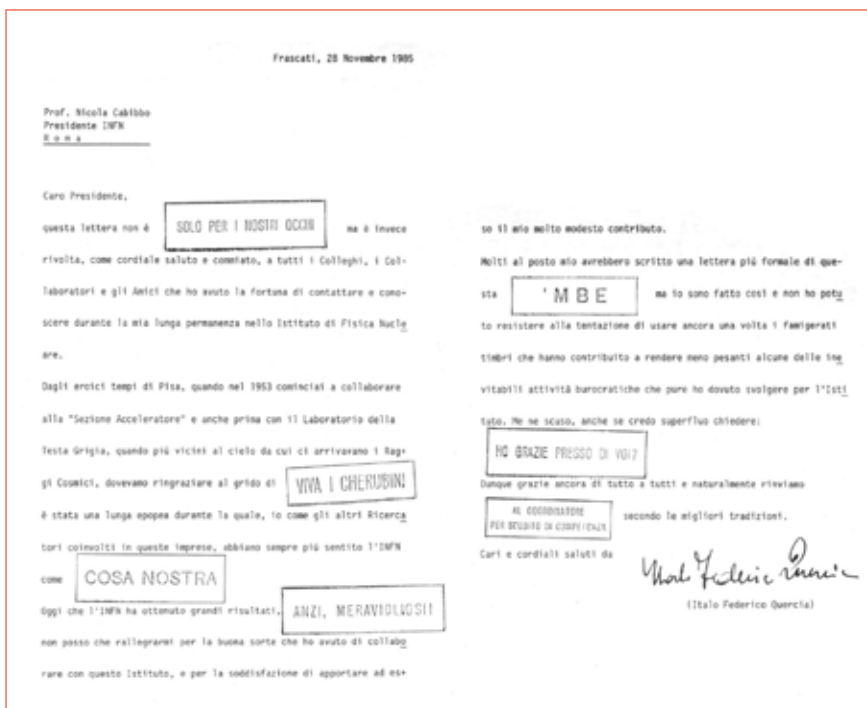 Frascati, 28 Novembre 1985
Prof. Nicola Cabibbo
Presidente INFN
R o m a
Caro Presidente,
questa lettera non è SOLO PER I NOSTRI OCCHI ma è invece
rivolta, come cordiale saluto e commiato, a tutti i Colleghi, i Col-
laboratori e gli Amici che ho avuto la fortuna di contattare e cono-
scere durante la mia lunga permanenza nello Istituto di Fisica Nucle
are.
Dagli eroici tempi di Pisa, quando nel 1953 cominciai a collaborare
alla "Sezione Acceleratore" e anche prima con il Laboratorio della
Testa Grigia, quando più vicini al cielo da cui ci arrivavano i Rag-
gi Cosmici, dovevamo ringraziare al grido di VIVA I CHERUBINI
è stata una lunga epopea durante la quale, io come gli altri Ricerca
tori coinvolti in queste imprese, abbiano sempre più sentito l'INFN
come COSA NOSTRA
Oggi che l'INFN ha ottenuto grandi risultati, ANZI, MERAVIGLIOSI!
non posso che rallegrarmi per la buona sorte che ho avuto di collabo
rare con questo Istituto, e per la soddisfazione di apportare ad es-
so il mio molto modesto contributo.
Molti al posto mio avrebbero scritto una lettera più formale di que-
sta 'MBE ma io sono fatto così e non ho potu
to resistere alla tentazione di usare ancora una volta i famigerati
timbri che hanno contribuito a rendere meno pesanti alcune delle ine
vitabili attività burocratiche che pure ho dovuto svolgere per l'Isti
tuto. Me ne scuso, anche se credo superfluo chiedere:
HO GRAZIE PRESSO DI VOI?
Dunque grazie ancora di tutto a tutti e naturalmente rinviamo
AL COORDINATORE
PER DEBITO DI COMPETENZA
secondo le migliori tradizioni.
Cari e cordiali saluti da
Italo Federico Quercia
(Italo Federico Quercia)